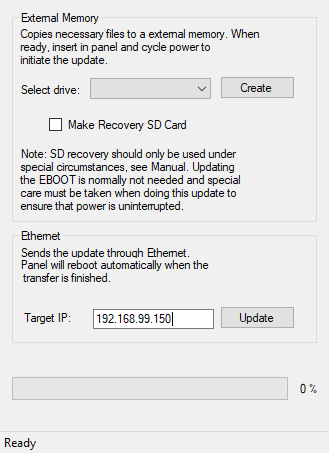 External Memory
Copies necessary files to a external memory. When
ready, insert in panel and cycle power to
initiate the update.
Select drive:
Create
Make Recovery SD Card
Note: SD recovery should only be used under
special circumstances, see Manual. Updating
the EBOOT is normally not needed and special
care must be taken when doing this update to
ensure that power is uninterrupted.
Ethernet
Sends the update through Ethernet.
Panel will reboot automatically when the
transfer is finished.
Target IP:
192.168.99.150
Update
0 %
Ready